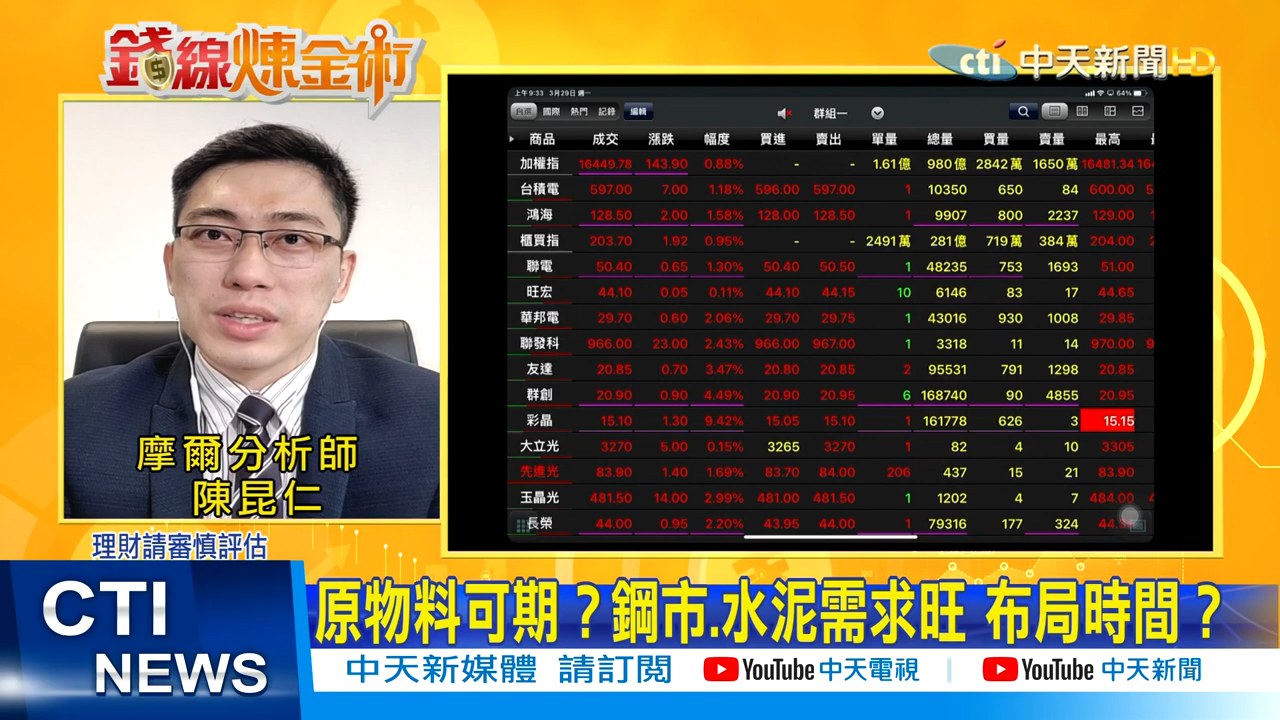 錢線煉金術
cti 中天新聞HD
上午9:33 3月29日 週一 64%
自選 國際 熱門 記錄 編輯 群組一
商品 成交 漲跌 幅度 買進 賣出 單量 總量 買量 賣量 最高
加權指 16449.78 143.90 0.88% - - 1.61億 980億 2842萬 1650萬 16481.34 164
台積電 597.00 7.00 1.18% 596.00 597.00 1 10350 650 84 600.00 5
鴻海 128.50 2.00 1.58% 128.00 128.50 1 9907 800 2237 129.00
櫃買指 203.70 1.92 0.95% - - 2491萬 281億 719萬 384萬 204.00
聯電 50.40 0.65 1.30% 50.40 50.50 1 48235 753 1693 51.00
旺宏 44.10 0.05 0.11% 44.10 44.15 10 6146 83 17 44.65
華邦電 29.70 0.60 2.06% 29.70 29.75 1 43016 930 1008 29.85
聯發科 966.00 23.00 2.43% 966.00 967.00 1 3318 11 14 970.00 9
友達 20.85 0.70 3.47% 20.80 20.85 2 95531 791 1298 20.85
群創 20.90 0.90 4.49% 20.90 20.95 6 168740 90 4855 20.95
彩晶 15.10 1.30 9.42% 15.05 15.10 1 161778 626 3 15.15
大立光 3270 5.00 0.15% 3265 3270 1 82 4 10 3305
先進光 83.90 1.40 1.69% 83.70 84.00 206 437 15 21 83.90
玉晶光 481.50 14.00 2.99% 481.00 481.50 1 1202 4 7 484.00
長榮 44.00 0.95 2.20% 43.95 44.00 1 79316 177 324
摩爾分析師
陳昆仁
理財請審慎評估
CTI NEWS
原物料可期？鋼市.水泥需求旺 布局時間？
中天新媒體 請訂閱 YouTube 中天電視 YouTube 中天新聞